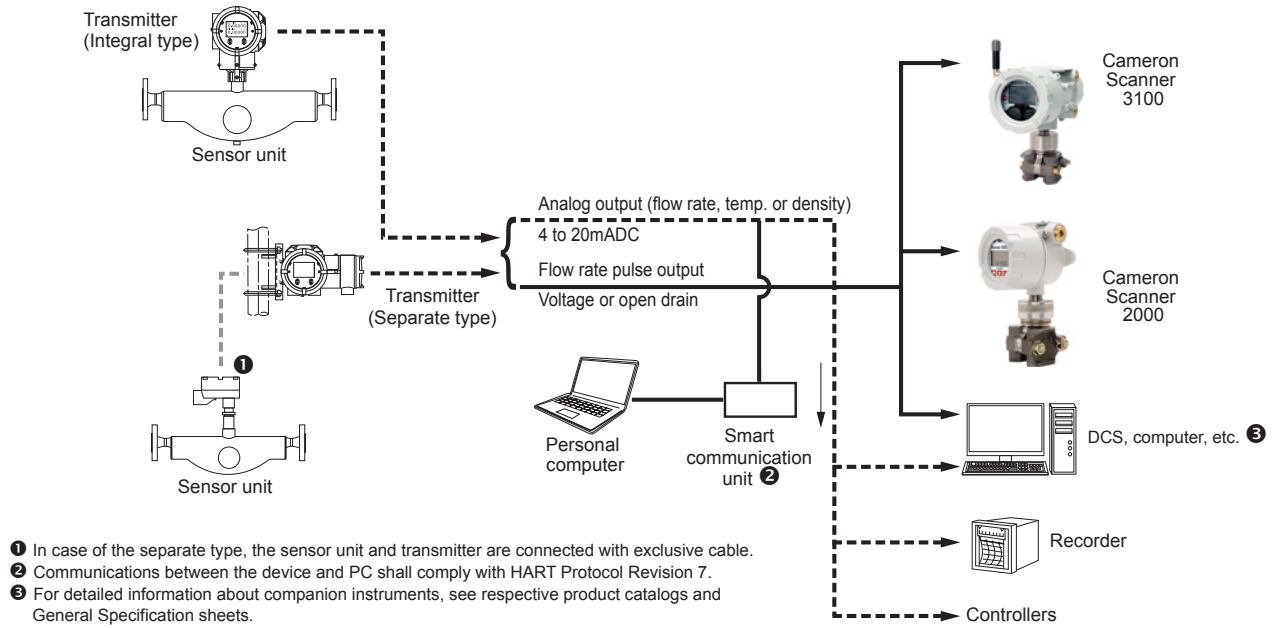 Transmitter
(Integral type)
Sensor unit
Cameron
Scanner
3100
Analog output (flow rate, temp. or density)
4 to 20mADC
Flow rate pulse output
Voltage or open drain
Transmitter
(Separate type)
Cameron
Scanner
2000
❶
Sensor unit
Personal
computer
Smart
communication
unit ❷
DCS, computer, etc. ❸
Recorder
Controllers
❶ In case of the separate type, the sensor unit and transmitter are connected with exclusive cable.
❷ Communications between the device and PC shall comply with HART Protocol Revision 7.
❸ For detailed information about companion instruments, see respective product catalogs and
General Specification sheets.